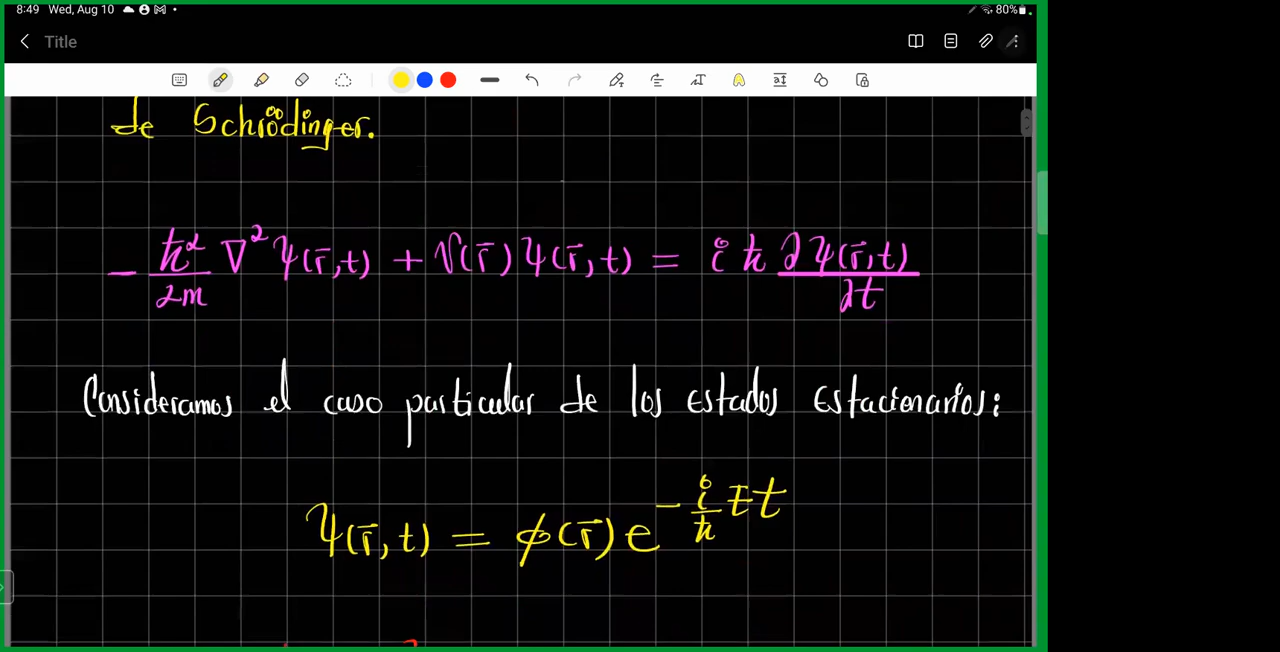 8:49 Wed, Aug 10
80%
Title
de Schrödinger.
-ħ²/2m ∇²Ψ(r̄,t) + V(r̄)Ψ(r̄,t) = iħ ∂Ψ(r̄,t)/∂t
Consideramos el caso particular de los estados estacionarios:
Ψ(r̄,t) = ϕ(r̄)e^{-i/ħ Et}